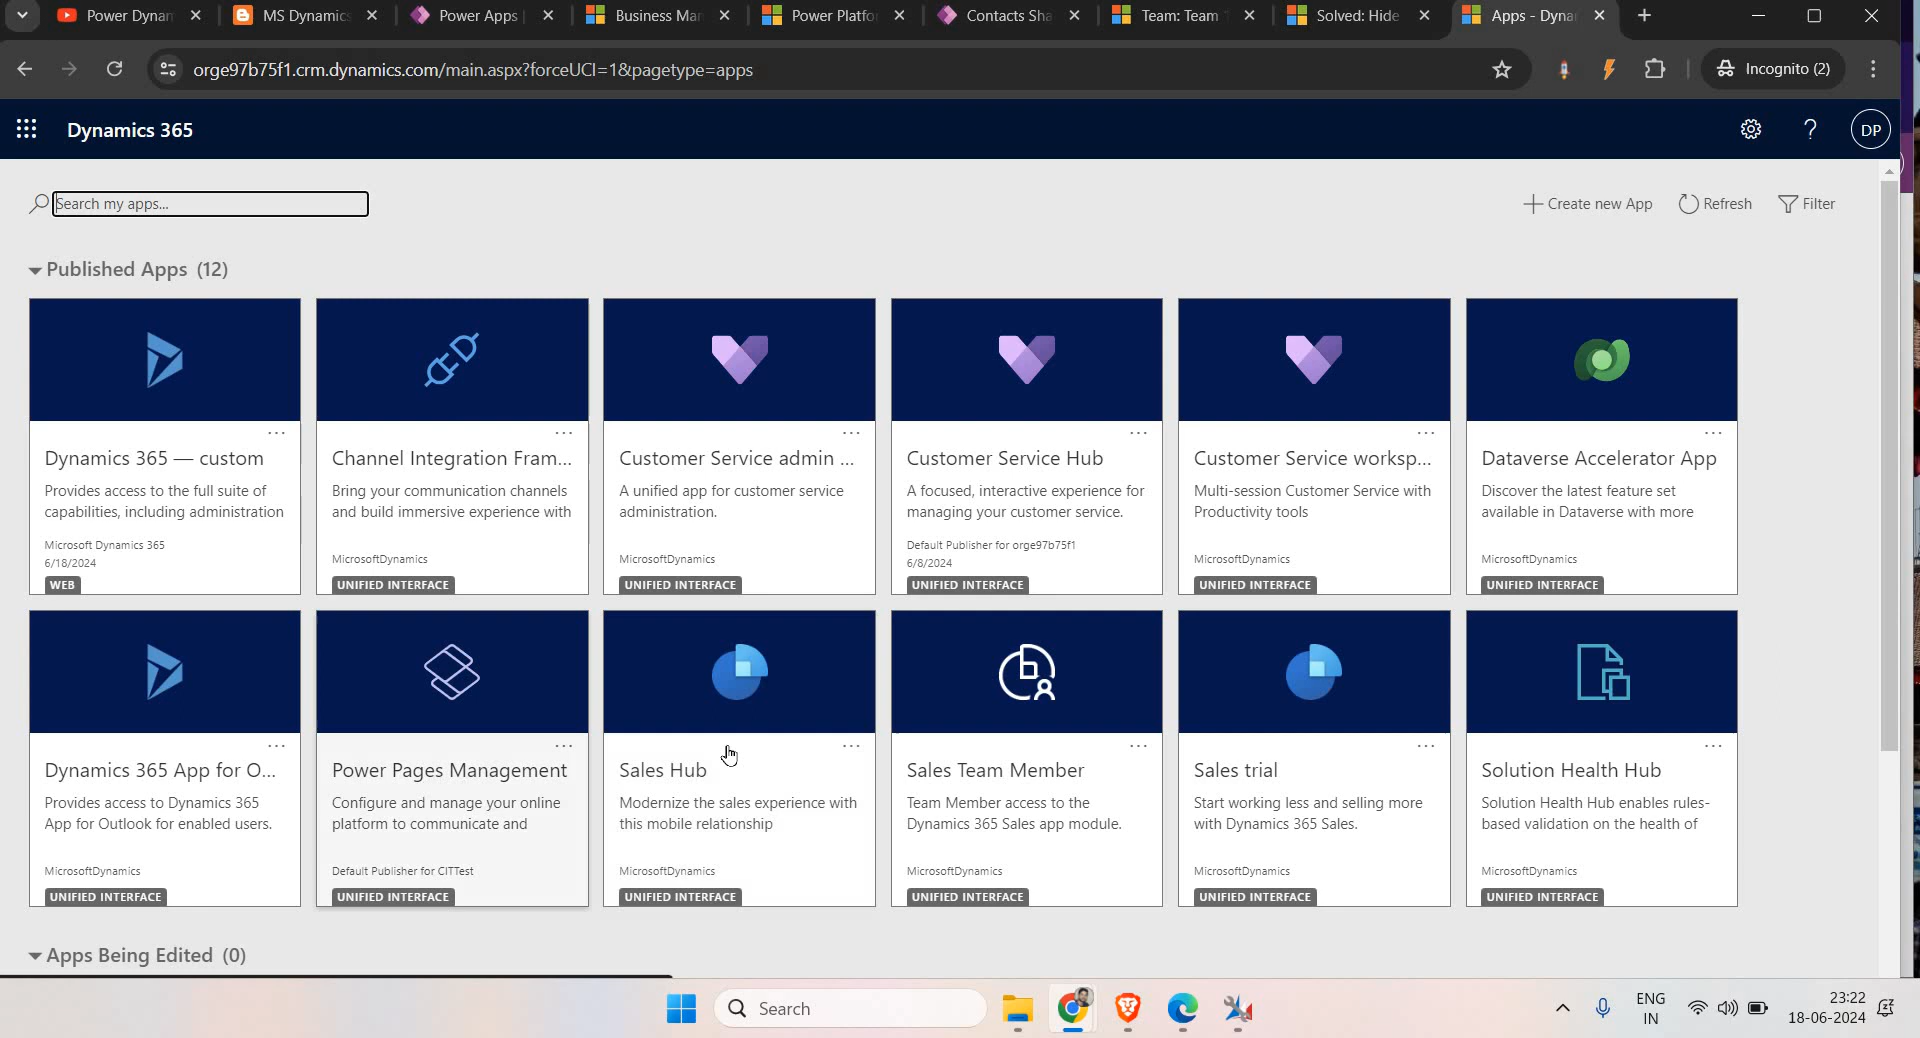 Power Dynar
MS Dynamics
Power Apps
Business Mar
Power Platfo
Contacts Sha
Team: Team
Solved: Hide
Apps - Dynar
orge97b75f1.crm.dynamics.com/main.aspx?forceUCI=1&pagetype=apps
Incognito (2)
Dynamics 365
DP
Search my apps...
Create new App
Refresh
Filter
Published Apps (12)
Dynamics 365 — custom
Provides access to the full suite of
capabilities, including administration
Microsoft Dynamics 365
6/18/2024
WEB
Channel Integration Fram...
Bring your communication channels
and build immersive experience with
MicrosoftDynamics
UNIFIED INTERFACE
Customer Service admin ...
A unified app for customer service
administration.
MicrosoftDynamics
UNIFIED INTERFACE
Customer Service Hub
A focused, interactive experience for
managing your customer service.
Default Publisher for orge97b75f1
6/8/2024
UNIFIED INTERFACE
Customer Service worksp...
Multi-session Customer Service with
Productivity tools
MicrosoftDynamics
UNIFIED INTERFACE
Dataverse Accelerator App
Discover the latest feature set
available in Dataverse with more
MicrosoftDynamics
UNIFIED INTERFACE
Dynamics 365 App for O...
Provides access to Dynamics 365
App for Outlook for enabled users.
MicrosoftDynamics
UNIFIED INTERFACE
Power Pages Management
Configure and manage your online
platform to communicate and
Default Publisher for CITTest
UNIFIED INTERFACE
Sales Hub
Modernize the sales experience with
this mobile relationship
MicrosoftDynamics
UNIFIED INTERFACE
Sales Team Member
Team Member access to the
Dynamics 365 Sales app module.
MicrosoftDynamics
UNIFIED INTERFACE
Sales trial
Start working less and selling more
with Dynamics 365 Sales.
MicrosoftDynamics
UNIFIED INTERFACE
Solution Health Hub
Solution Health Hub enables rules-
based validation on the health of
MicrosoftDynamics
UNIFIED INTERFACE
Apps Being Edited (0)
Search
ENG
IN
23:22
18-06-2024